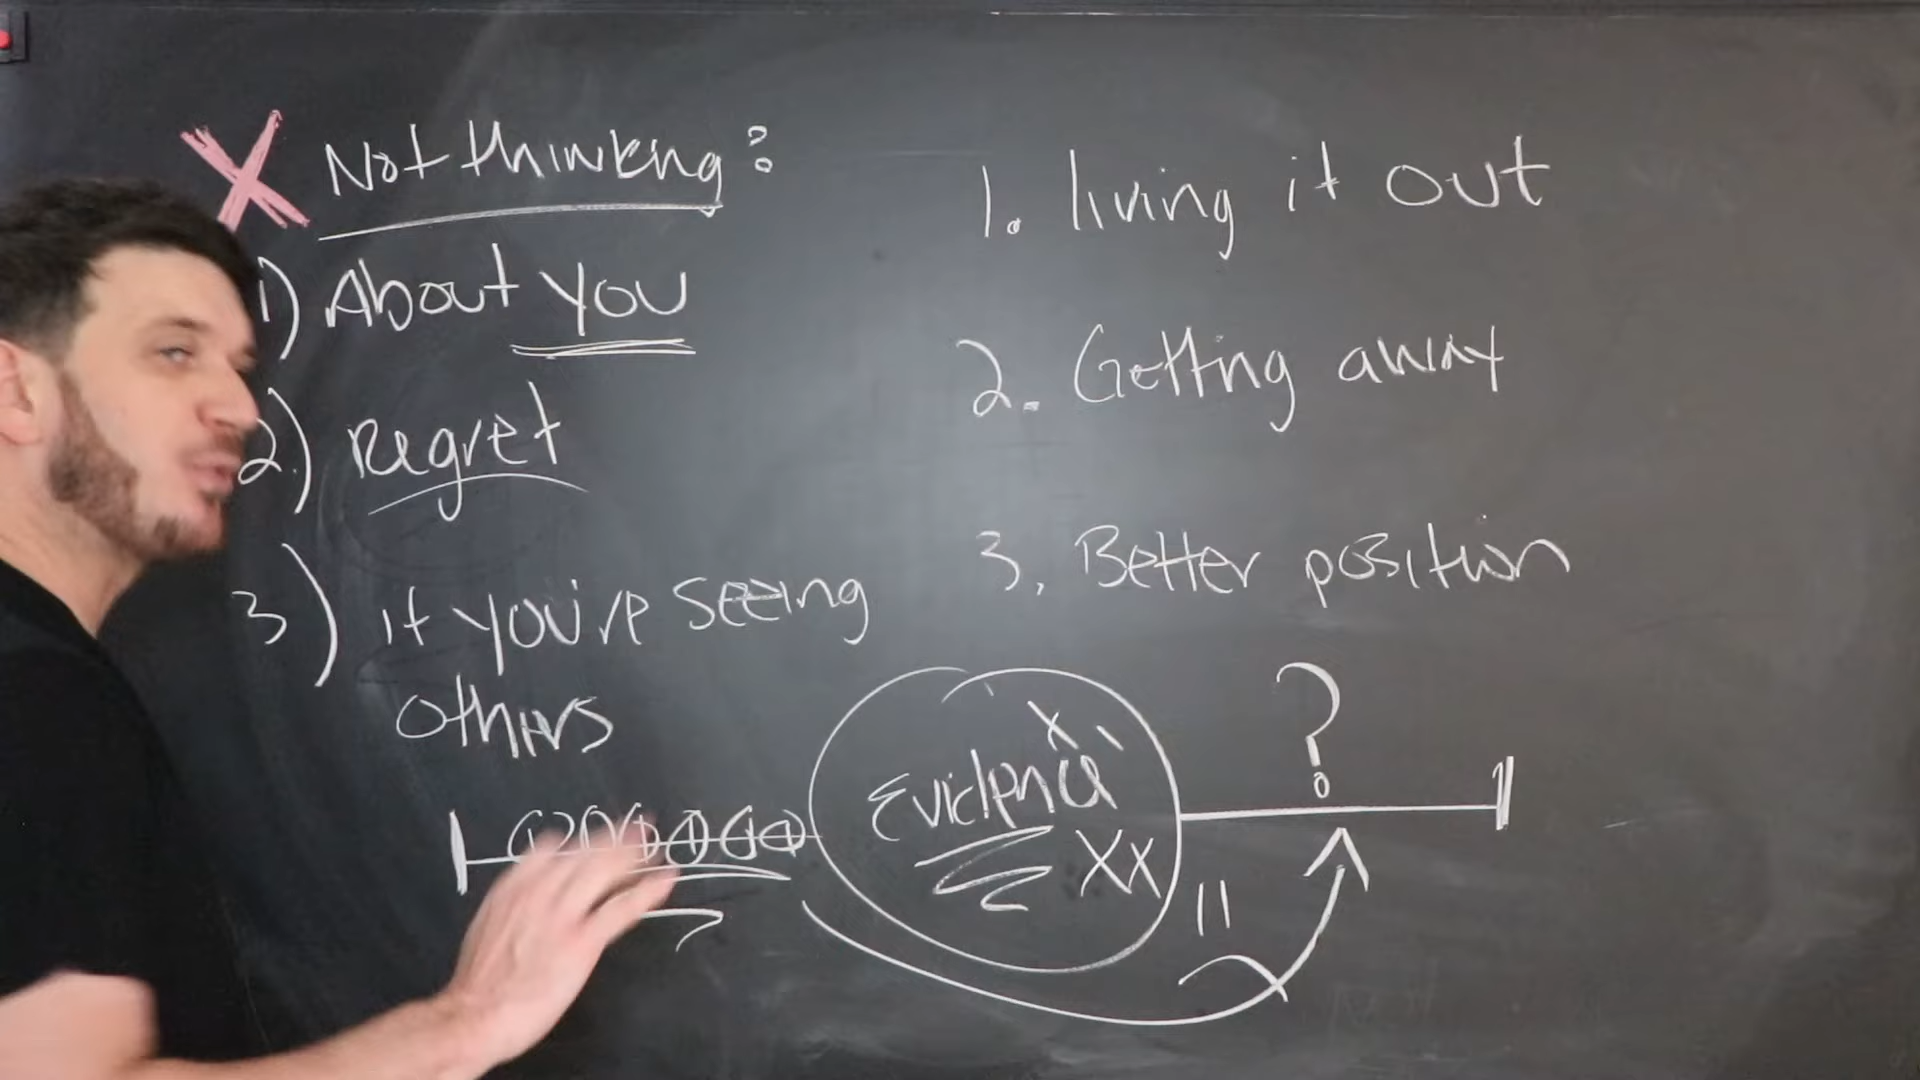 X Not thinking?
1) About you
2) Regret
3) if you're seeing
others
1. living it out
2. Getting away
3. Better position
?
X
Evidence
XX